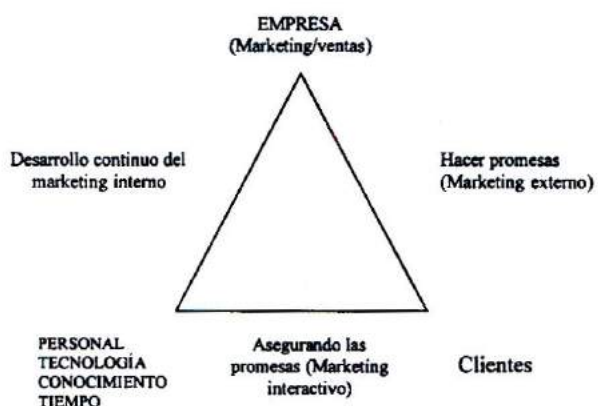 EMPRESA
(Marketing/ventas)
Desarrollo continuo del
marketing interno
Hacer promesas
(Marketing externo)
PERSONAL
TECNOLOGÍA
CONOCIMIENTO
TIEMPO
Asegurando las
promesas (Marketing
interactivo)
Clientes